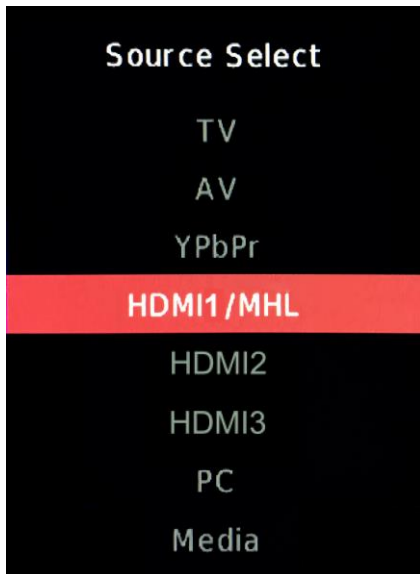 Source Select
TV
AV
YPbPr
HDMI1/MHL
HDMI2
HDMI3
PC
Media